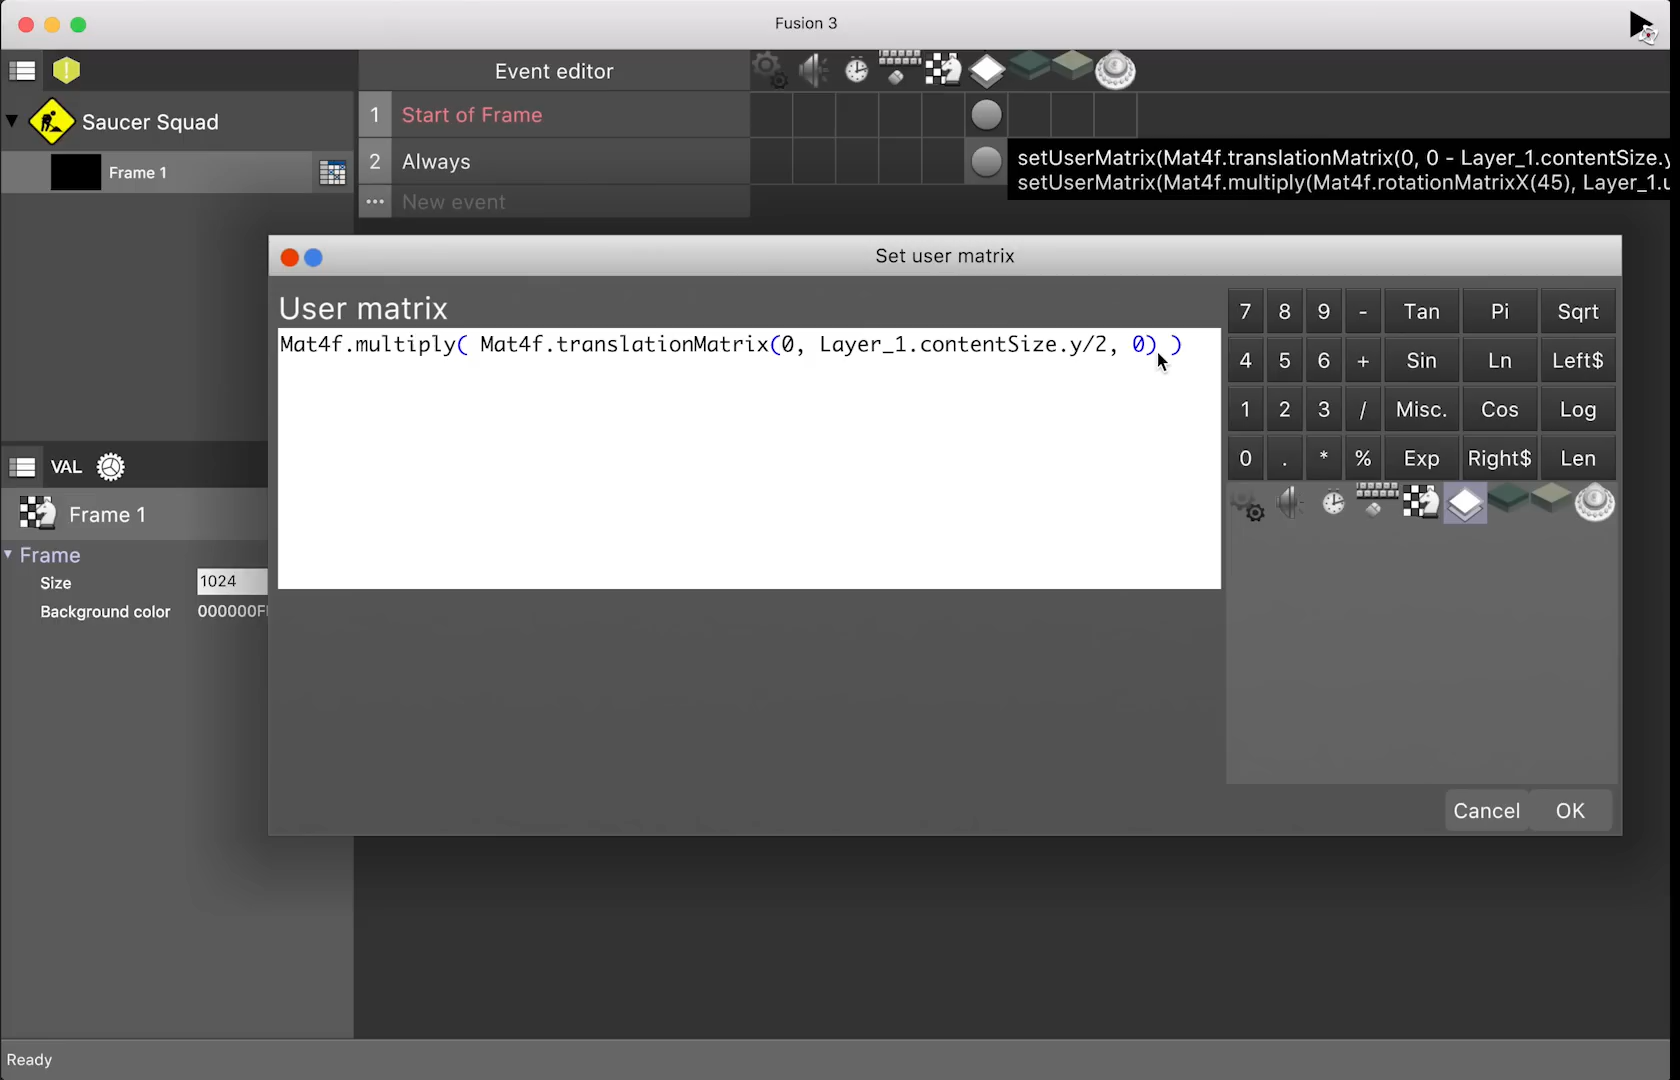 Fusion 3
Event editor
Saucer Squad
Frame 1
1 Start of Frame
2 Always
... New event
setUserMatrix(Mat4f.translationMatrix(0, 0 - Layer_1.contentSize.y
setUserMatrix(Mat4f.multiply(Mat4f.rotationMatrixX(45), Layer_1.u
Set user matrix
User matrix
Mat4f.multiply( Mat4f.translationMatrix(0, Layer_1.contentSize.y/2, 0) )
7 8 9 - Tan Pi Sqrt
4 5 6 + Sin Ln Left$
1 2 3 / Misc. Cos Log
0 . * % Exp Right$ Len
VAL
Frame 1
Frame
Size 1024
Background color 000000F
Cancel OK
Ready